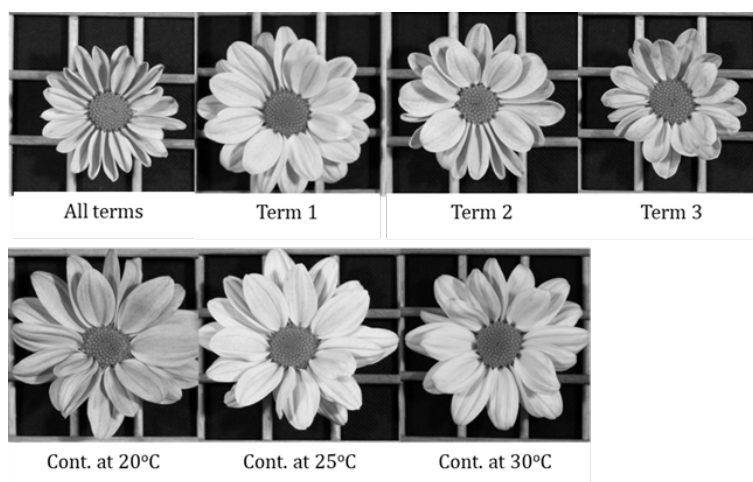 All terms
Term 1
Term 2
Term 3
Cont. at 20°C
Cont. at 25°C
Cont. at 30°C